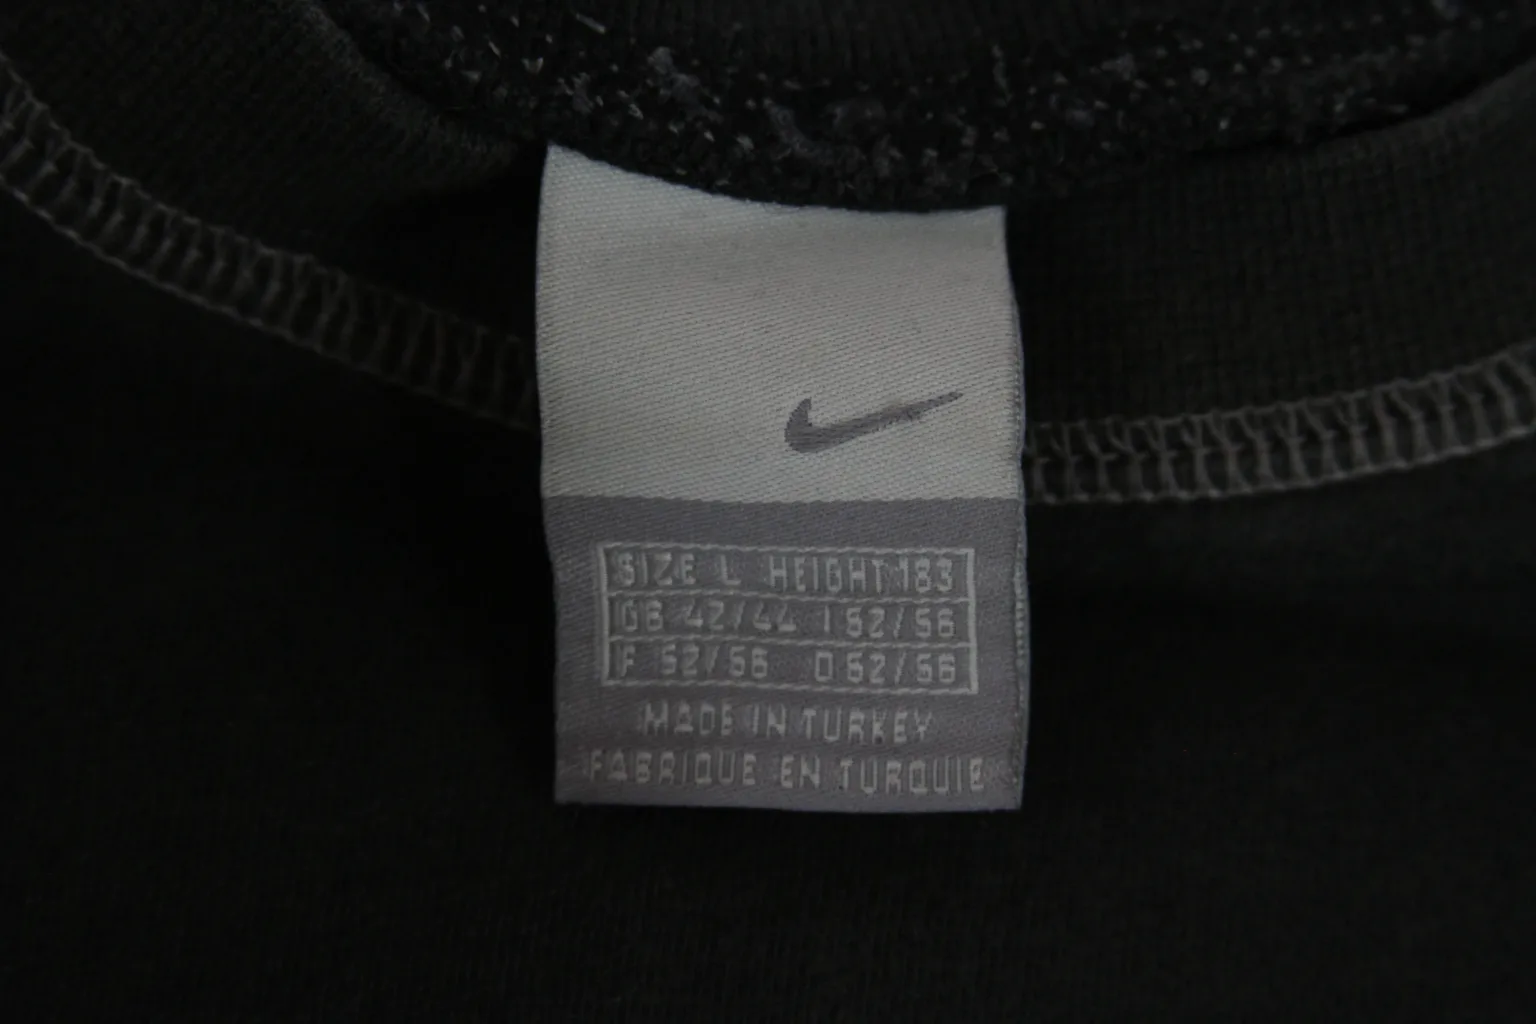 SIZE L HEIGHT 183
GB 42/44 I 52/56
F 52/56 D 52/56
MADE IN TURKEY
FABRIQUE EN TURQUIE